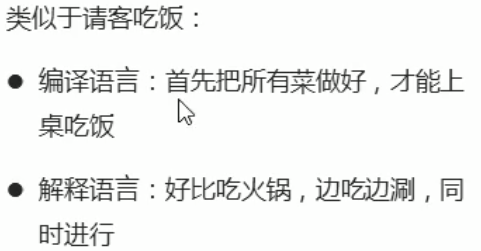 类似于请客吃饭：
● 编译语言：首先把所有菜做好，才能上
桌吃饭
● 解释语言：好比吃火锅，边吃边涮，同
时进行